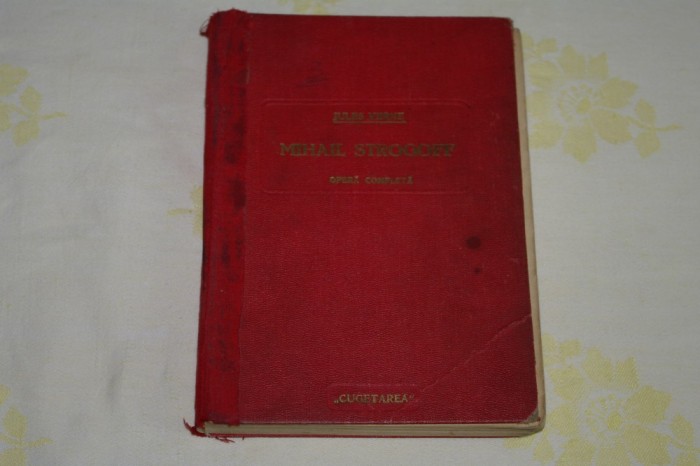 JULES VERNE
MIHAIL STROGOFF
OPERĂ COMPLETĂ
„CUGETAREA"